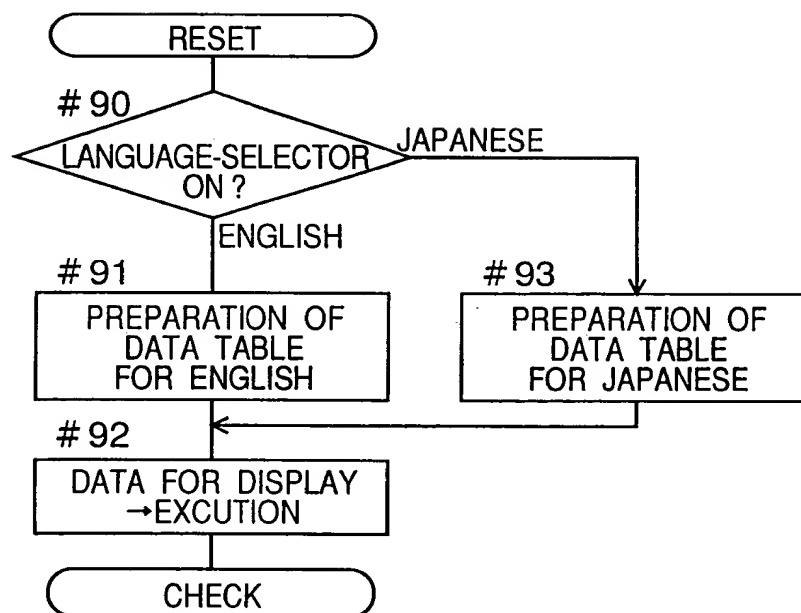 RESET
# 90
LANGUAGE-SELECTOR
ON ?
JAPANESE
ENGLISH
# 91
PREPARATION OF
DATA TABLE
FOR ENGLISH
# 93
PREPARATION OF
DATA TABLE
FOR JAPANESE
# 92
DATA FOR DISPLAY
→EXCUTION
CHECK